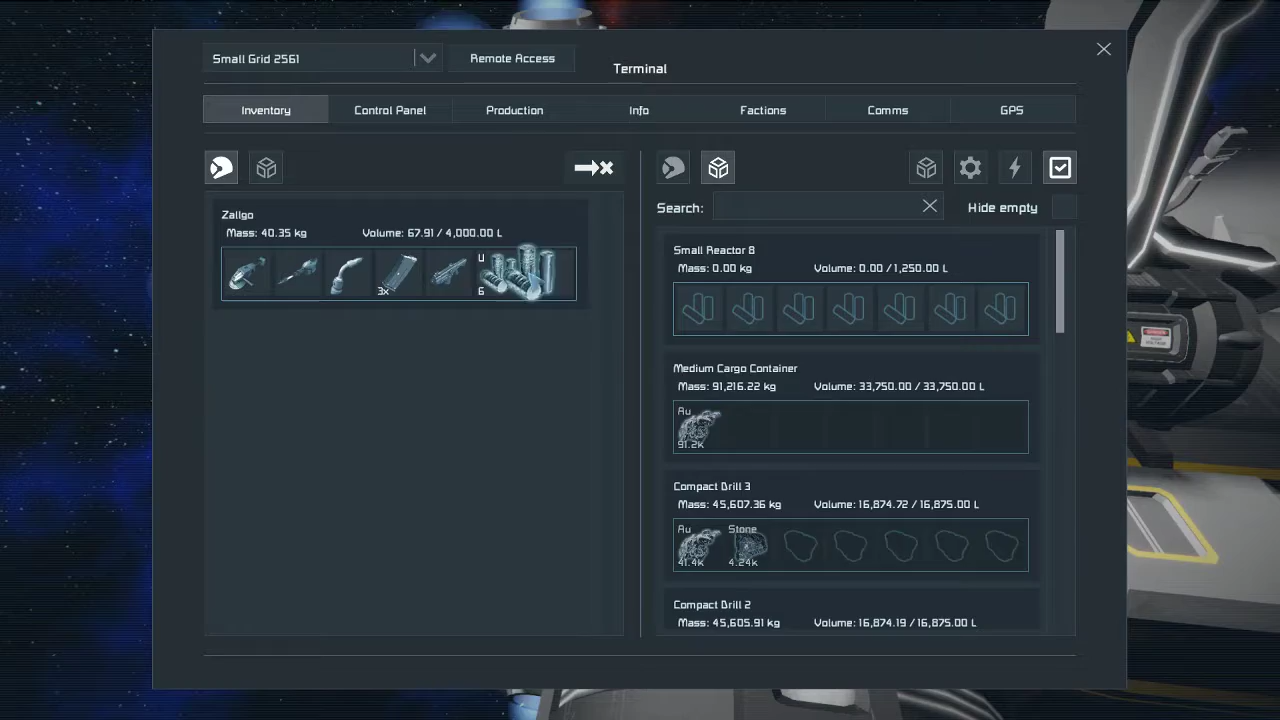 Small Grid 2561
Remote Access
Terminal
Inventory
Control Panel
Production
Info
Factions
Comms
GPS
Search:
Hide empty
Zallgo
Mass: 40.35 kg Volume: 67.91 / 4,000.00 L
3x
U
6
Small Reactor 8
Mass: 0.00 kg Volume: 0.00 / 1,250.00 L
Medium Cargo Container
Mass: 91,216.22 kg Volume: 33,750.00 / 33,750.00 L
Au
91.2K
Compact Drill 3
Mass: 45,607.36 kg Volume: 16,874.72 / 16,875.00 L
Au Stone
41.4K 4.24K
Compact Drill 2
Mass: 45,605.91 kg Volume: 16,874.19 / 16,875.00 L